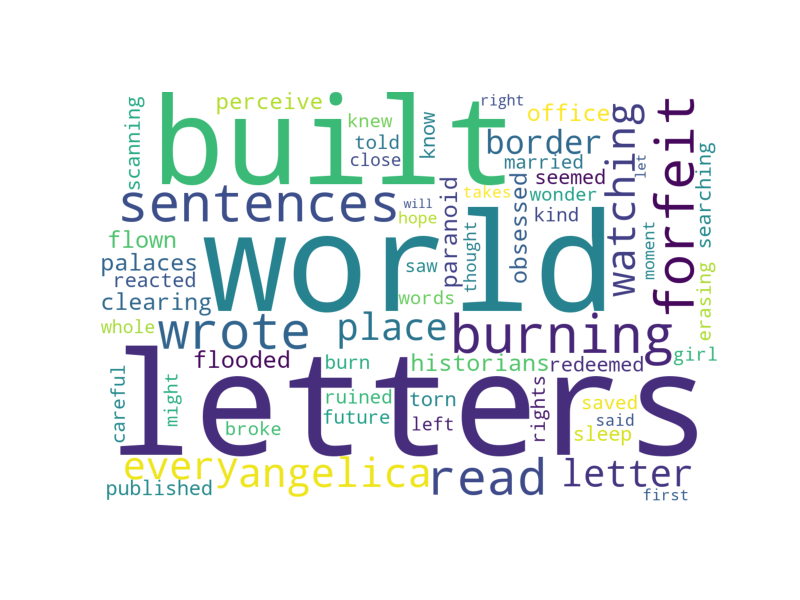 built
right
perceive
office
scanning
knew
know
told
border
close
married
watching
let
forfeit
searching
sentences
will
takes
seemed
wonder
hope
kind
paranoid
thought
obsessed
world
flown
palaces
reacted
clearing
saw
words
moment
erasing
whole
wrote
place
burning
letters
flooded
burn
historians
redeemed
girl
careful
might
ruined
torn
future
left
broke
rights
saved
said
sleep
every
angelica
read
letter
published
first